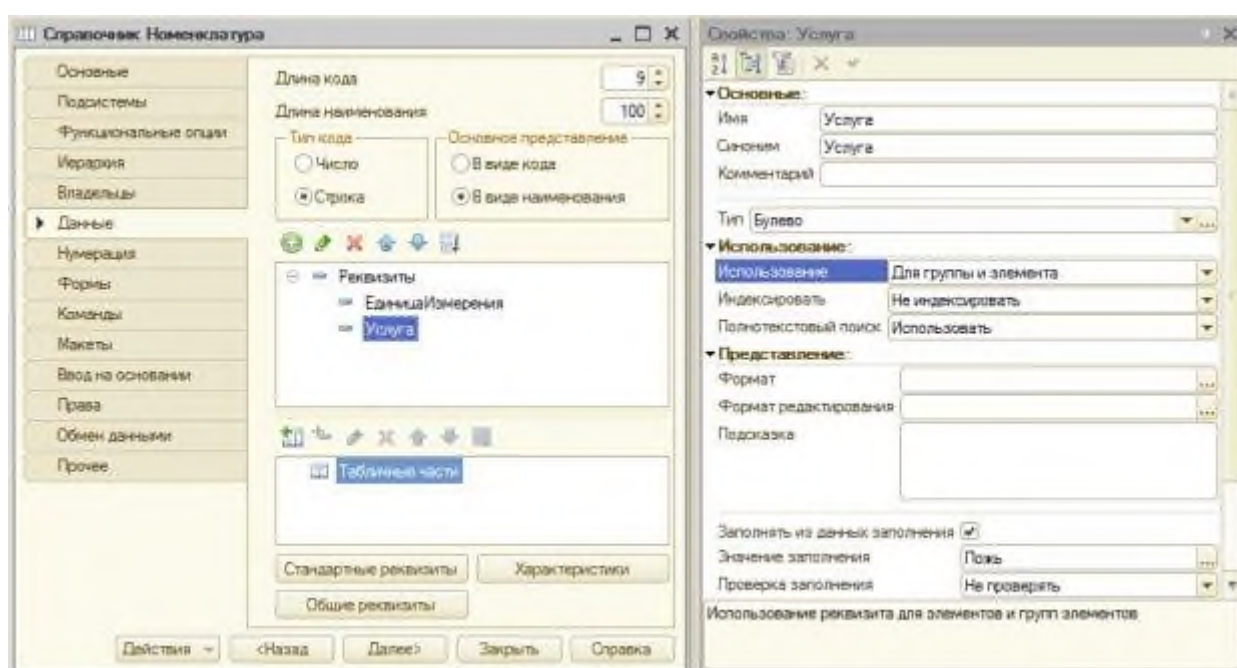 Справочник Номенклатура
Основные
Подсистемы
Функциональные опции
Иерархия
Владельцы
Данные
Нумерация
Формы
Команды
Макеты
Ввод на основании
Права
Обмен данными
Прочее
Длина кода 9
Длина наименования 100
Тип кода Основное представление
Число В виде кода
Строка В виде наименования
Реквизиты
ЕдиницаИзмерения
Услуга
Табличные части
Стандартные реквизиты Характеристики
Общие реквизиты
Действия <Назад Далее> Закрыть Справка
Свойства: Услуга
Основные:
Имя Услуга
Синоним Услуга
Комментарий
Тип Булево
Использование:
Использование Для группы и элемента
Индексировать Не индексировать
Полнотекстовый поиск Использовать
Представление:
Формат
Формат редактирования
Подсказка
Заполнять из данных заполнения
Значение заполнения Ложь
Проверка заполнения Не проверять
Использование реквизита для элементов и групп элементов